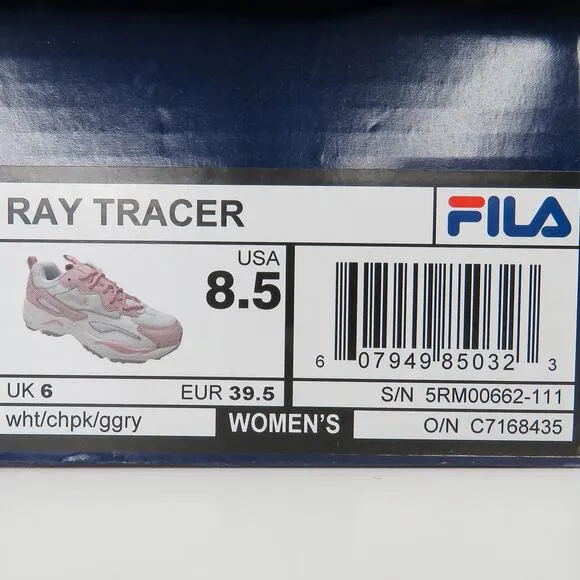 RAY TRACER
FILA
USA
8.5
6 07949 85032 3
UK 6 EUR 39.5
S/N 5RM00662-111
wht/chpk/ggry
WOMEN'S
O/N C7168435